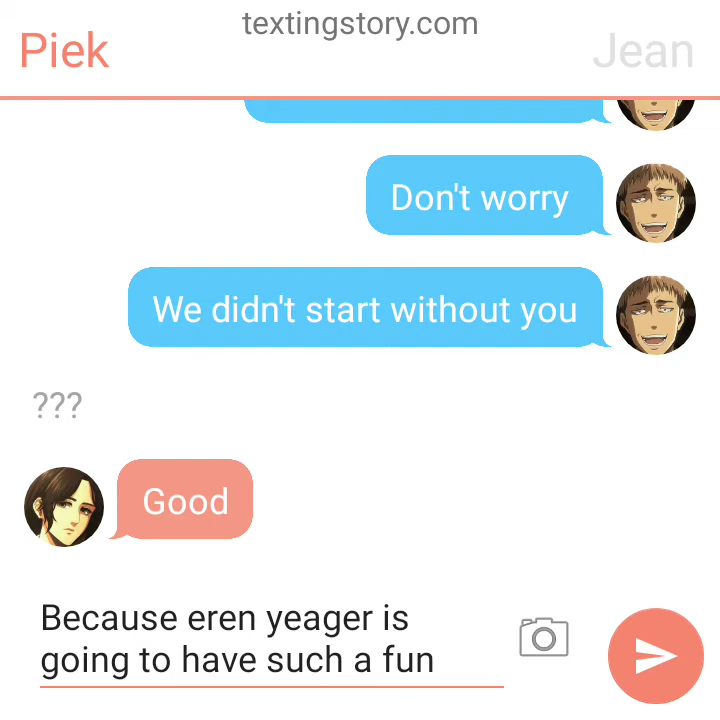 textingstory.com
Piek
Jean
Don't worry
We didn't start without you
???
Good
Because eren yeager is
going to have such a fun